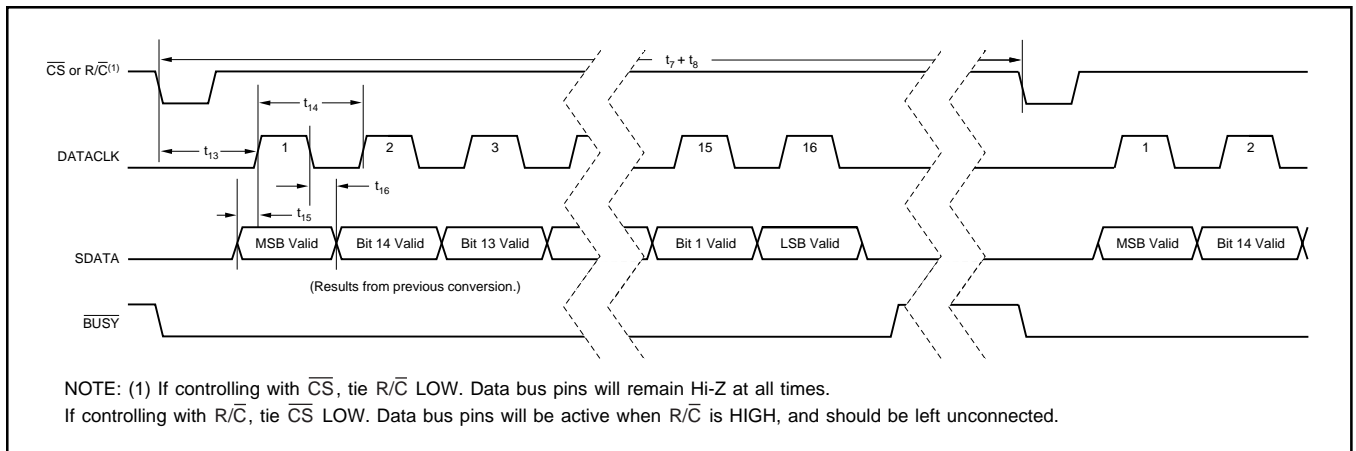 t7 + t8
CS or R/C(1)
t14
t13
DATACLK
1
2
3
15
16
1
2
t16
t15
SDATA
MSB Valid
Bit 14 Valid
Bit 13 Valid
Bit 1 Valid
LSB Valid
MSB Valid
Bit 14 Valid
(Results from previous conversion.)
BUSY
NOTE: (1) If controlling with C̅S̅, tie R/C̅ LOW. Data bus pins will remain Hi-Z at all times.
If controlling with R/C̅, tie C̅S̅ LOW. Data bus pins will be active when R/C̅ is HIGH, and should be left unconnected.